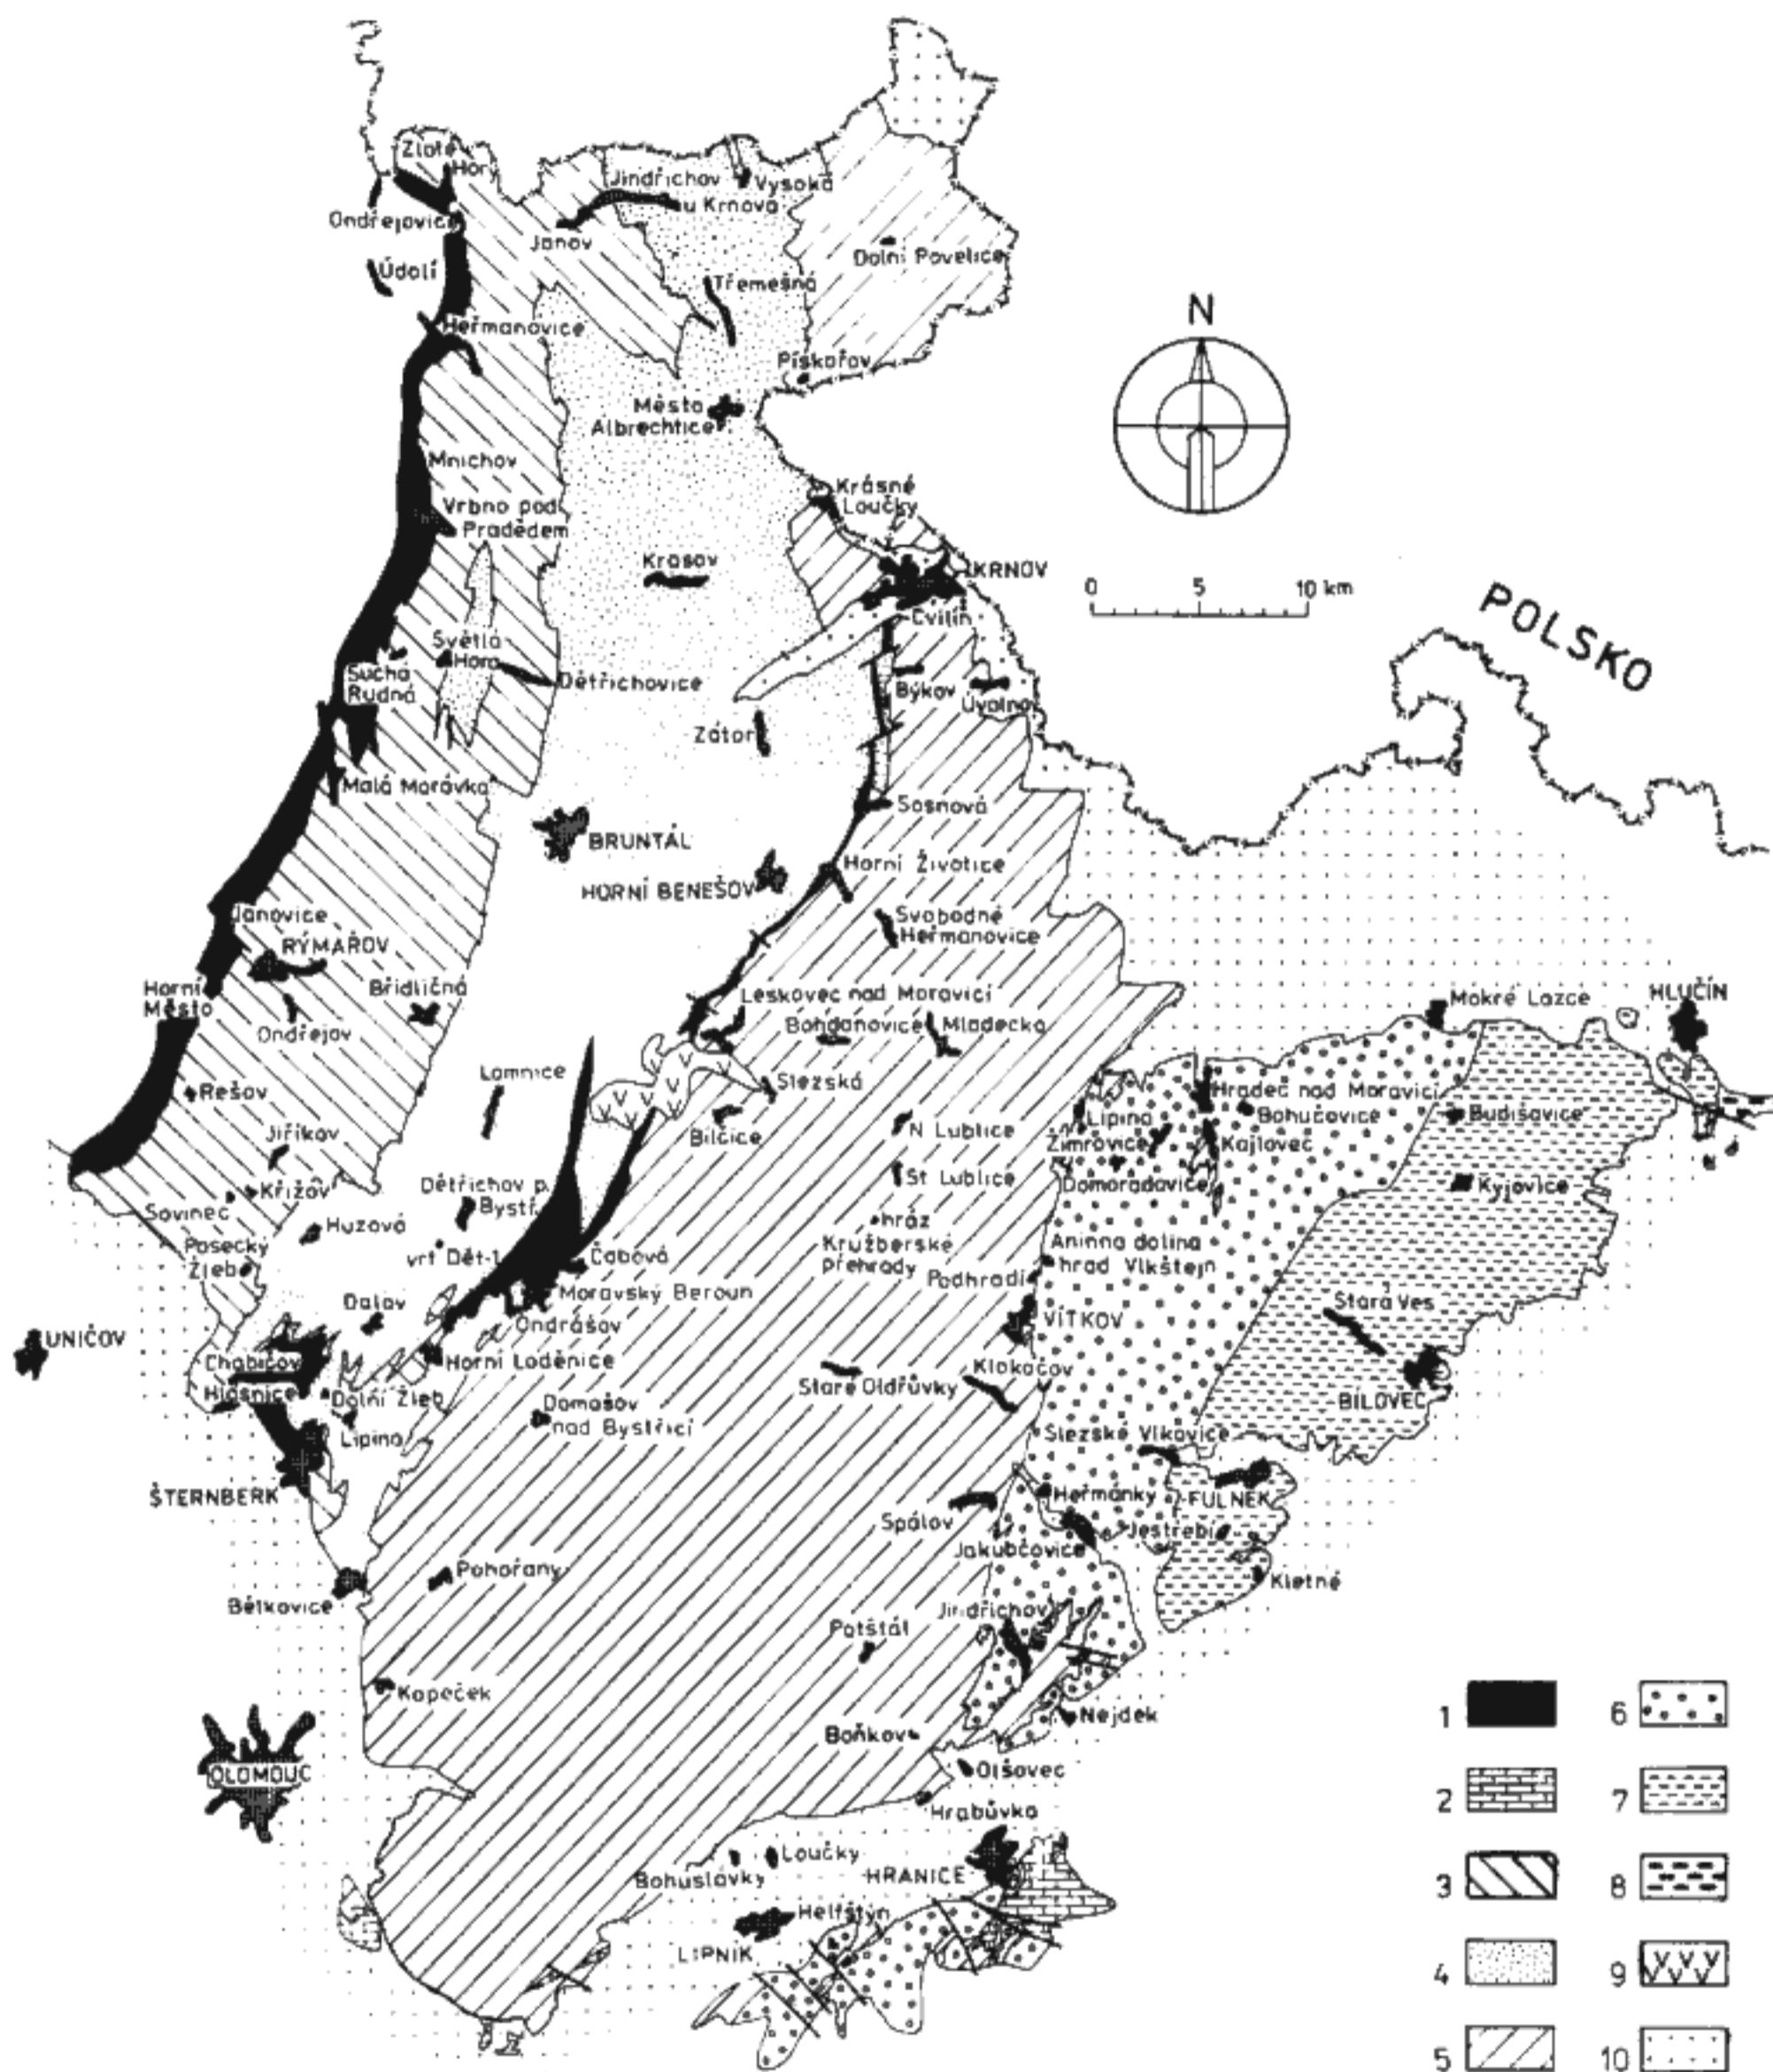 Zlaté
Hory
Ondřejovice
Údolí
Jindřichov
u Krnova
Vysoká
Janov
Dolní Povelice
Třemešná
Heřmanovice
Pískořov
Město
Albrechtice
N
Mnichov
Vrbno pod
Pradědem
Krásné
Loučky
Krasov
KRNOV
0 5 10 km
POLSKO
Cvilín
Světlá
Hora
Suchá
Rudná
Dětřichovice
Býkov
Úvalno
Zátor
Malá Morávka
Sosnová
BRUNTÁL
Horní Životice
HORNÍ BENEŠOV
Janovice
RÝMAŘOV
Svobodné
Heřmanovice
Horní
Město
Břidličná
Ondřejov
Leskovec nad Moravicí
Bohdanovice
Mladecko
Mokré Lazce
HLUČÍN
Lomnice
Slezská
Rešov
Hradec nad Moravicí
Bílčice
Lipina
Bohučovice
Budišovice
N Lublice
Žimrovice
Kajlovec
Jiříkov
St Lublice
Domoradovice
Kyjovice
Křížov
Sovinec
Dětřichov p.
Bystř.
Huzová
hráz
Kružberské
přehrady
Pasecký
Žleb
vrt Dět-1
Čabová
Aninna dolina
hrad Vlkštejn
Podhradí
Moravský Beroun
Dalov
Ondrášov
VÍTKOV
Stará Ves
UNIČOV
Chabičov
Horní Loděnice
Hlásnice
Dolní Žleb
Staré Oldřůvky
Klokočov
BÍLOVEC
Domašov
nad Bystřicí
Lipina
Slezské Vlkovice
ŠTERNBERK
Heřmánky
FULNEK
Spálov
Jestřebí
Jakubčovice
Pohořany
Kletné
Bělkovice
Jindřichov
Potštát
Kopeček
Nejdek
Boňkov
OLOMOUC
Olšovec
Hrabůvka
Loučky
Bohuslávky
HRANICE
Helfštýn
LIPNÍK
1 6
2 7
3 8
4 9
5 10